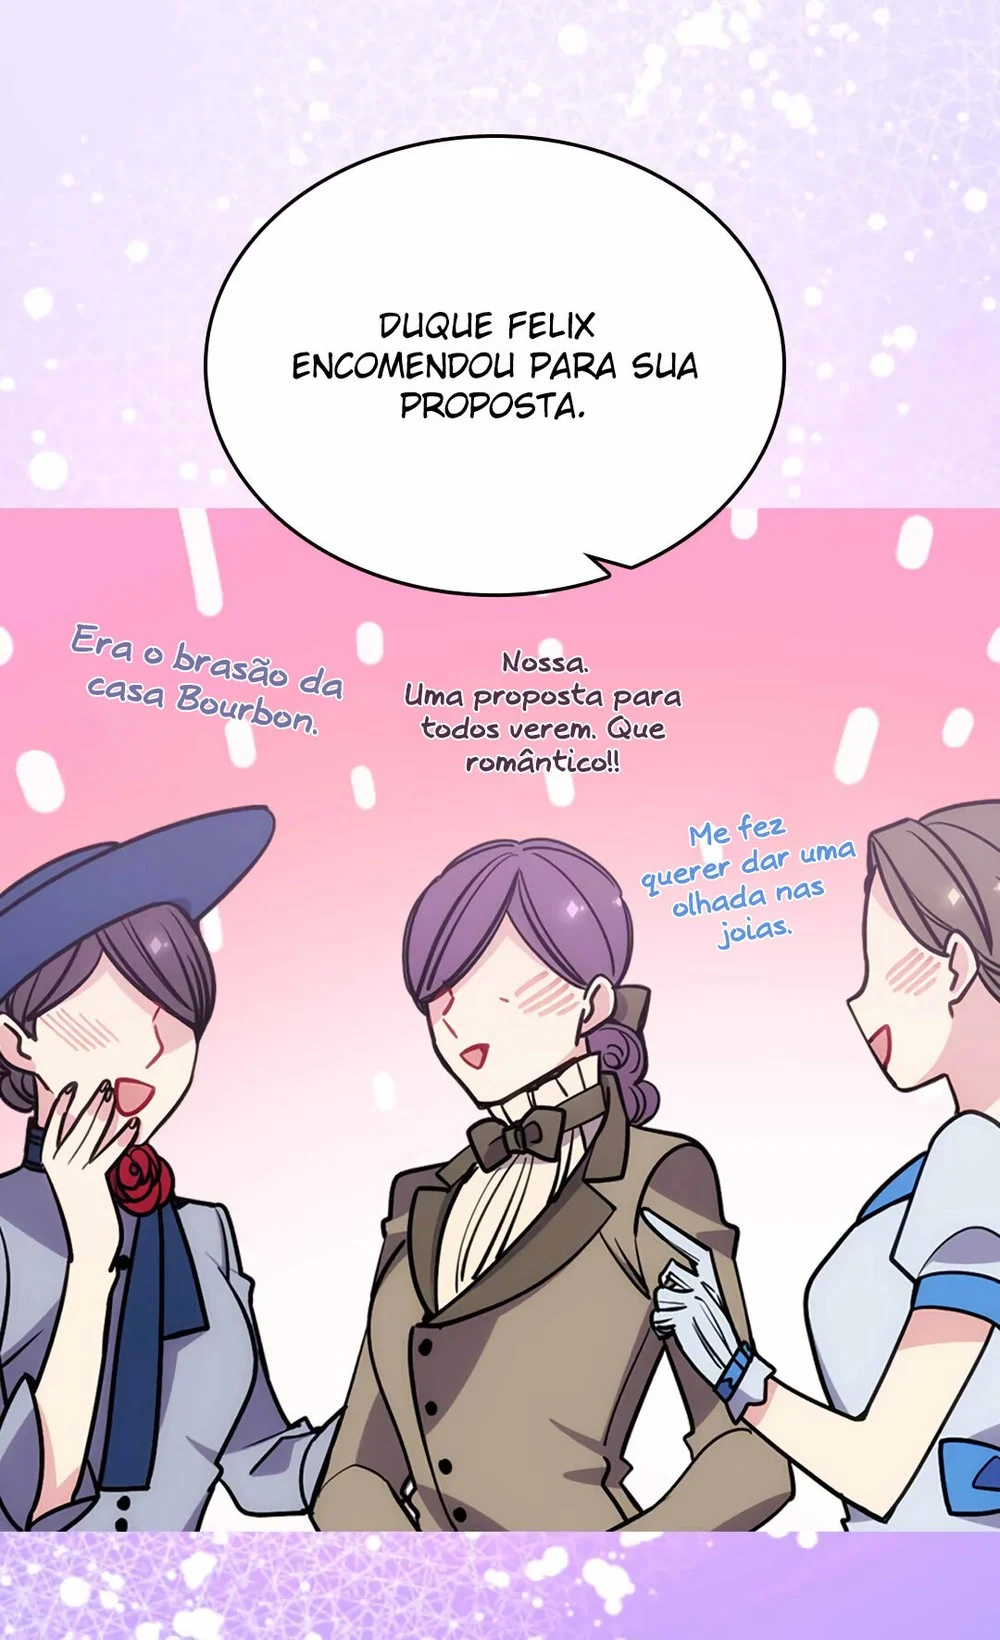 DUQUE FELIX
ENCOMENDOU PARA SUA
PROPOSTA.
Era o brasão da
casa Bourbon.
Nossa.
Uma proposta para
todos verem. Que
romântico!!
Me fez
querer dar uma
olhada nas
joias.